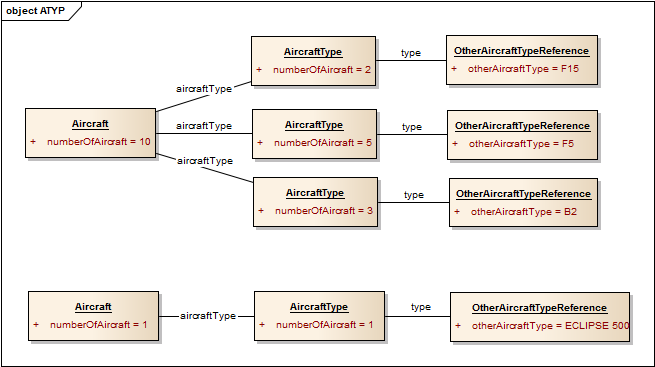 object ATYP
AircraftType
+ numberOfAircraft = 2
type
OtherAircraftTypeReference
+ otherAircraftType = F15
aircraftType
Aircraft
+ numberOfAircraft = 10
aircraftType
AircraftType
+ numberOfAircraft = 5
type
OtherAircraftTypeReference
+ otherAircraftType = F5
aircraftType
AircraftType
+ numberOfAircraft = 3
type
OtherAircraftTypeReference
+ otherAircraftType = B2
Aircraft
+ numberOfAircraft = 1
aircraftType
AircraftType
+ numberOfAircraft = 1
type
OtherAircraftTypeReference
+ otherAircraftType = ECLIPSE 500